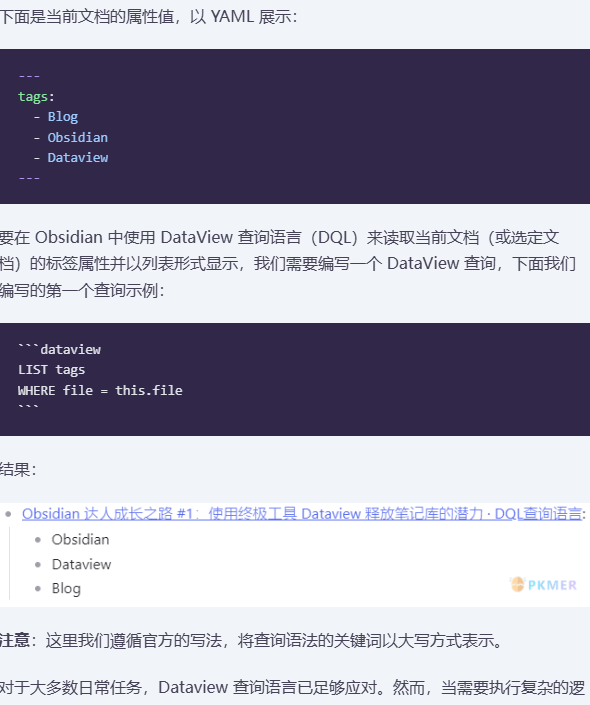 下面是当前文档的属性值，以 YAML 展示：
---
tags:
  - Blog
  - Obsidian
  - Dataview
---
要在 Obsidian 中使用 DataView 查询语言（DQL）来读取当前文档（或选定文
档）的标签属性并以列表形式显示，我们需要编写一个 DataView 查询，下面我们
编写的第一个查询示例：
```dataview
LIST tags
WHERE file = this.file
```
结果：
Obsidian 达人成长之路 #1：使用终极工具 Dataview 释放笔记库的潜力 · DQL查询语言:
Obsidian
Dataview
Blog
PKMER
注意：这里我们遵循官方的写法，将查询语法的关键词以大写方式表示。
对于大多数日常任务，Dataview 查询语言已足够应对。然而，当需要执行复杂的逻